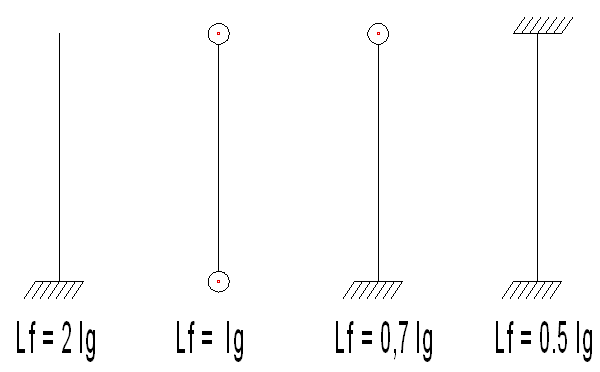 Lf = 2 lg
Lf = lg
Lf = 0,7 lg
Lf = 0.5 lg